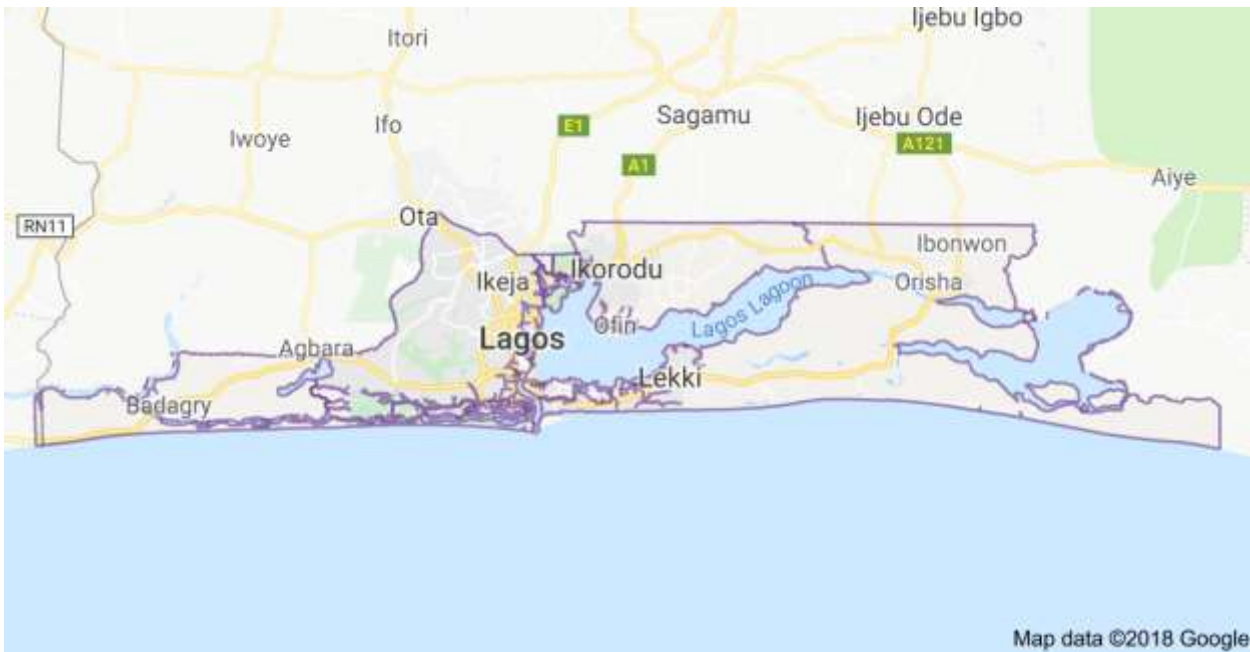 Ijebu Igbo
Itori
Sagamu
Ijebu Ode
Ifo
E1
Iwoye
A121
A1
Aiye
Ota
RN11
Ibonwon
Ikorodu
Ikeja
Orisha
Lagos Lagoon
Ofin
Lagos
Agbara
Lekki
Badagry
Map data ©2018 Google